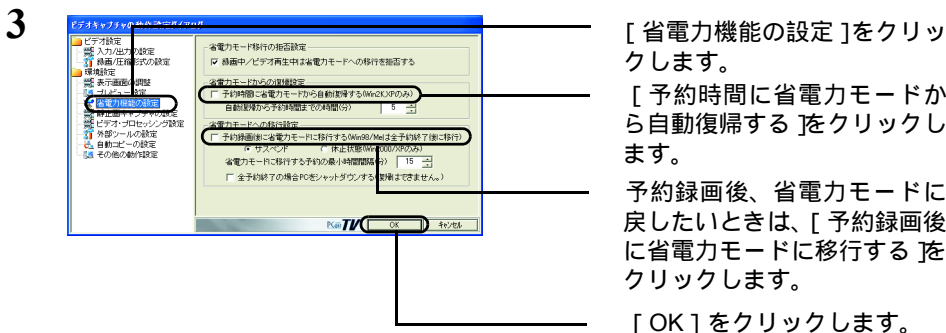 3
ビデオキャプチャの動作設定ダイアログ
ビデオ設定
入力/出力の設定
録画/圧縮形式の設定
環境設定
表示画面の調整
プレビュー設定
省電力機能の設定
静止画キャプチャの設定
ビデオ・プロセッシング設定
外部ツールの設定
自動コピーの設定
その他の動作設定
省電力モード移行の拒否設定
録画中/ビデオ再生中は省電力モードへの移行を拒否する
省電力モードからの復帰設定
予約時間に省電力モードから自動復帰する(Win2K/XPのみ)
自動復帰から予約時間までの時間(分) 5
省電力モードへの移行設定
予約録画後に省電力モードに移行する(Win98/Meは全予約終了後に移行)
サスペンド 休止状態(Win2000/XPのみ)
省電力モードに移行する予約の最小時間間隔(分) 15
全予約終了の場合PCをシャットダウンする(復帰はできません。)
TV OK キャンセル
[省電力機能の設定]をクリッ
クします。
[予約時間に省電力モードか
ら自動復帰する]をクリックし
ます。
予約録画後、省電力モードに
戻したいときは、[予約録画後
に省電力モードに移行する]を
クリックします。
[OK]をクリックします。